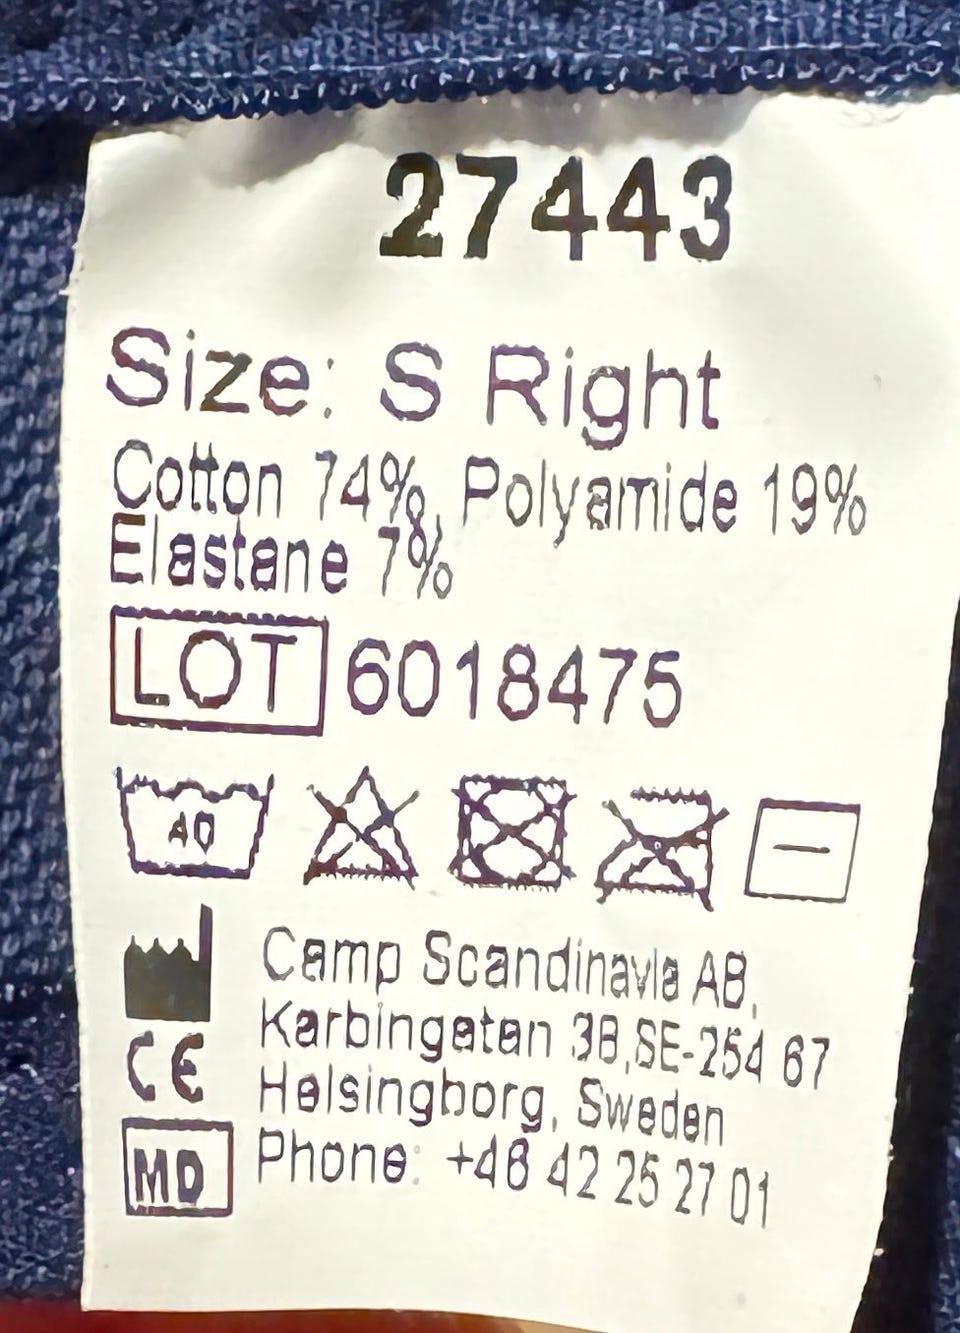 27443
Size: S Right
Cotton 74%, Polyamide 19%
Elastane 7%
LOT 6018475
40
Camp Scandinavia AB,
Karbingatan 38, SE-254 67
Helsingborg, Sweden
CE
MD
Phone: +46 42 25 27 01